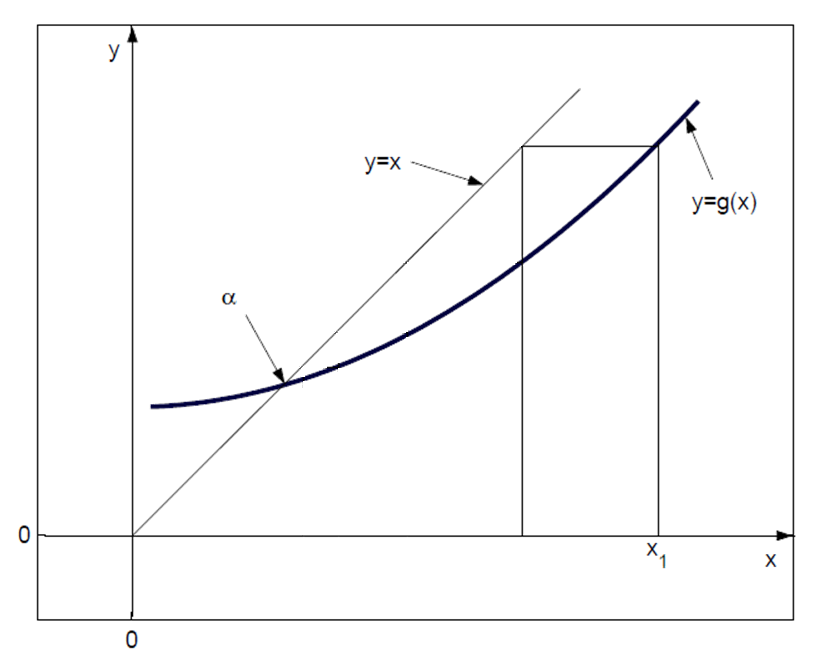 y
y=x
y=g(x)
α
0
x₁
x
0